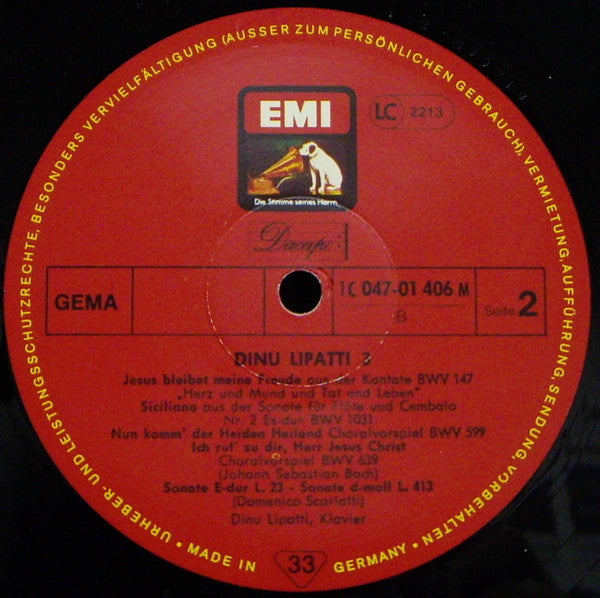 URHEBER- UND LEISTUNGSSCHUTZRECHTE, BESONDERS VERVIELFÄLTIGUNG (AUSSER ZUM PERSÖNLICHEN GEBRAUCH), VERMIETUNG, AUFFÜHRUNG, SENDUNG, VORBEHALTEN • MADE IN GERMANY •
EMI
LC 2213
Die Stimme seines Herrn
Dacapo
GEMA
1C 047-01 406 M
B
Seite 2
DINU LIPATTI 3
Jesus bleibet meine Freude aus der Kantate BWV 147
„Herz und Mund und Tat und Leben"
Siciliano aus der Sonate für Flöte und Cembalo
Nr. 2 Es-dur BWV 1031
Nun komm' der Heiden Heiland Choralvorspiel BWV 599
Ich ruf' zu dir, Herr Jesus Christ
Choralvorspiel BWV 639
(Johann Sebastian Bach)
Sonate E-dur L. 23 - Sonate d-moll L. 413
(Domenico Scarlatti)
Dinu Lipatti, Klavier
33